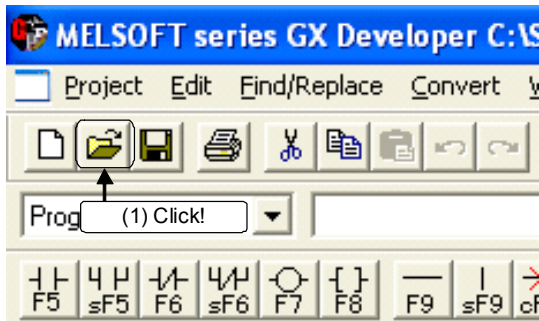 MELSOFT series GX Developer C:\S
Project Edit Find/Replace Convert
Prog (1) Click!
F5 sF5 F6 sF6 F7 F8 F9 sF9 cF